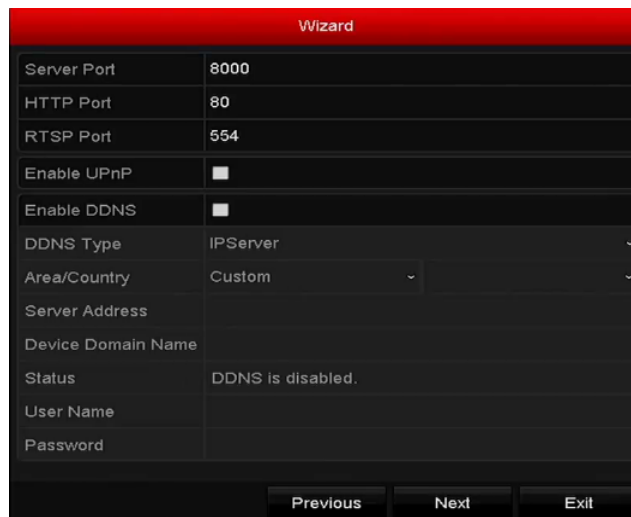 Wizard
Server Port 8000
HTTP Port 80
RTSP Port 554
Enable UPnP
Enable DDNS
DDNS Type IPServer
Area/Country Custom
Server Address
Device Domain Name
Status DDNS is disabled.
User Name
Password
Previous Next Exit